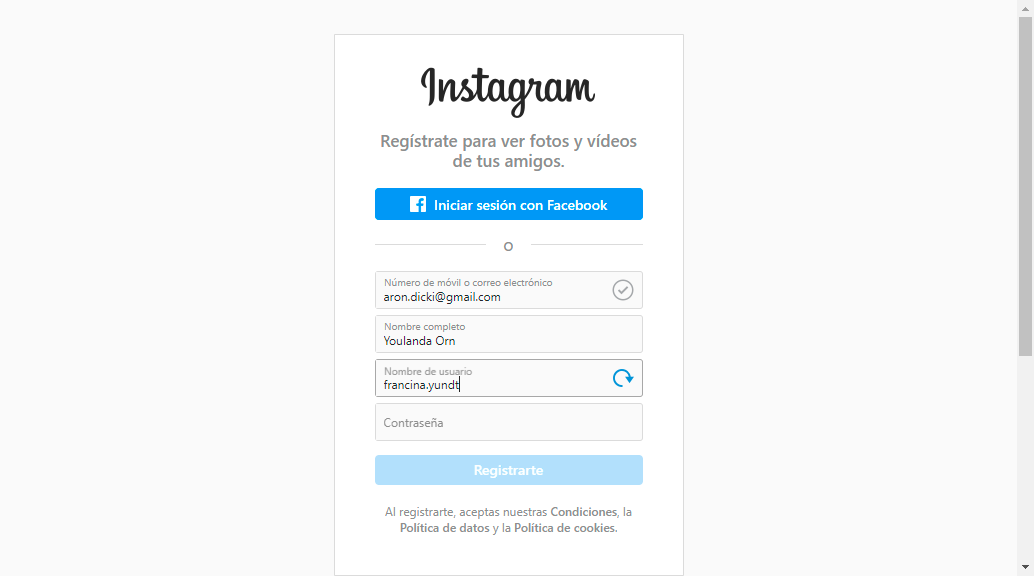 Instagram
Regístrate para ver fotos y vídeos
de tus amigos.
Iniciar sesión con Facebook
O
Número de móvil o correo electrónico
aron.dicki@gmail.com
Nombre completo
Youlanda Orn
Nombre de usuario
francina.yundt
Contraseña
Registrarte
Al registrarte, aceptas nuestras Condiciones, la
Política de datos y la Política de cookies.